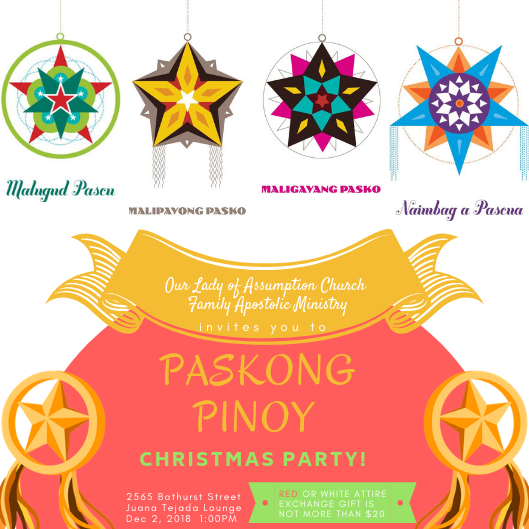 Malugud Pascu
MALIPAYONG PASKO
MALIGAYANG PASKO
Naimbag a Pascua
Our Lady of Assumption Church
Family Apostolic Ministry
invites you to
PASKONG
PINOY
CHRISTMAS PARTY!
2565 Bathurst Street
Juana Tejada Lounge
Dec 2, 2018 1:00PM
RED OR WHITE ATTIRE
EXCHANGE GIFT IS
NOT MORE THAN $20